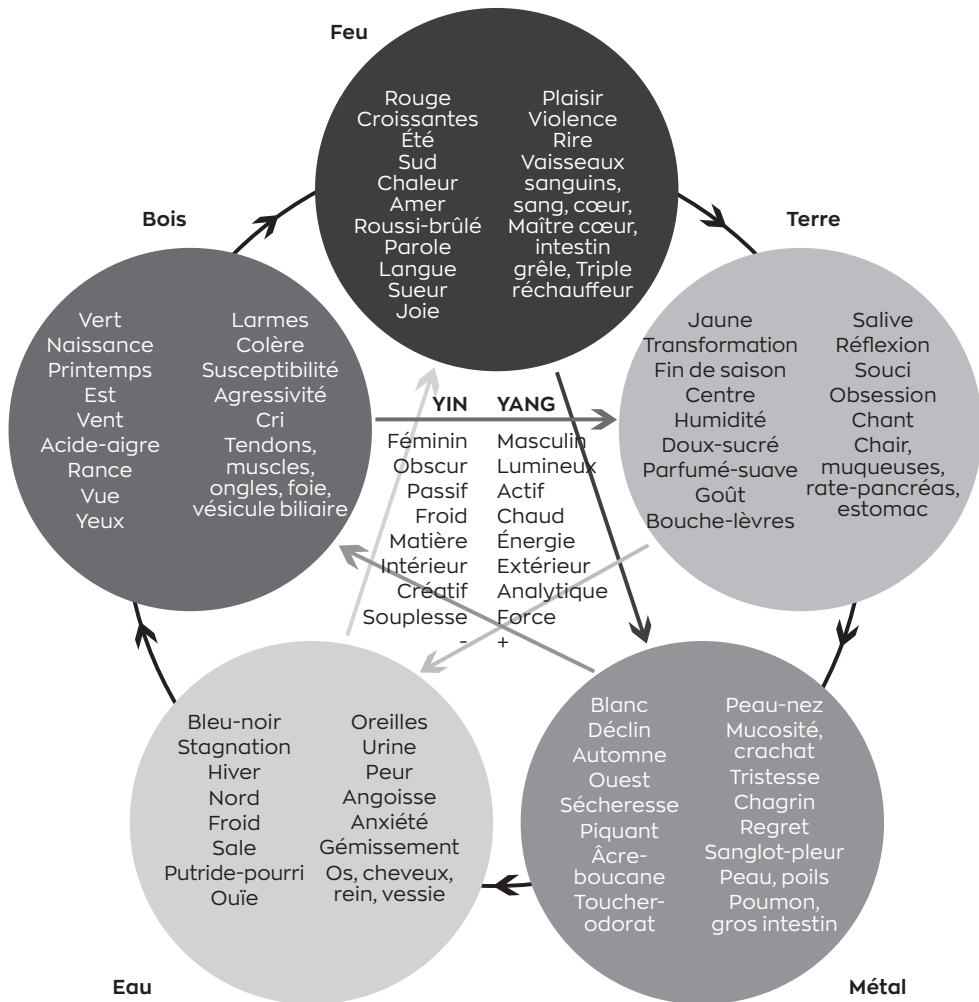 Feu
Rouge
Croissantes
Été
Sud
Chaleur
Amer
Roussi-brûlé
Parole
Langue
Sueur
Joie
Plaisir
Violence
Rire
Vaisseaux
sanguins,
sang, cœur,
Maître cœur,
intestin
grêle, Triple
réchauffeur
Bois
Vert
Naissance
Printemps
Est
Vent
Acide-aigre
Rance
Vue
Yeux
Larmes
Colère
Susceptibilité
Agressivité
Cri
Tendons,
muscles,
ongles, foie,
vésicule biliaire
YIN
Féminin
Obscur
Passif
Froid
Matière
Intérieur
Créatif
Souplesse
-
YANG
Masculin
Lumineux
Actif
Chaud
Énergie
Extérieur
Analytique
Force
+
Terre
Jaune
Transformation
Fin de saison
Centre
Humidité
Doux-sucré
Parfumé-suave
Goût
Bouche-lèvres
Salive
Réflexion
Souci
Obsession
Chant
Chair,
muqueuses,
rate-pancréas,
estomac
Bleu-noir
Stagnation
Hiver
Nord
Froid
Sale
Putride-pourri
Ouïe
Oreilles
Urine
Peur
Angoisse
Anxiété
Gémissement
Os, cheveux,
rein, vessie
Eau
Blanc
Déclin
Automne
Ouest
Sécheresse
Piquant
Âcre-
boucane
Toucher-
odorat
Peau-nez
Mucosité,
crachat
Tristesse
Chagrin
Regret
Sanglot-pleur
Peau, poils
Poumon,
gros intestin
Métal